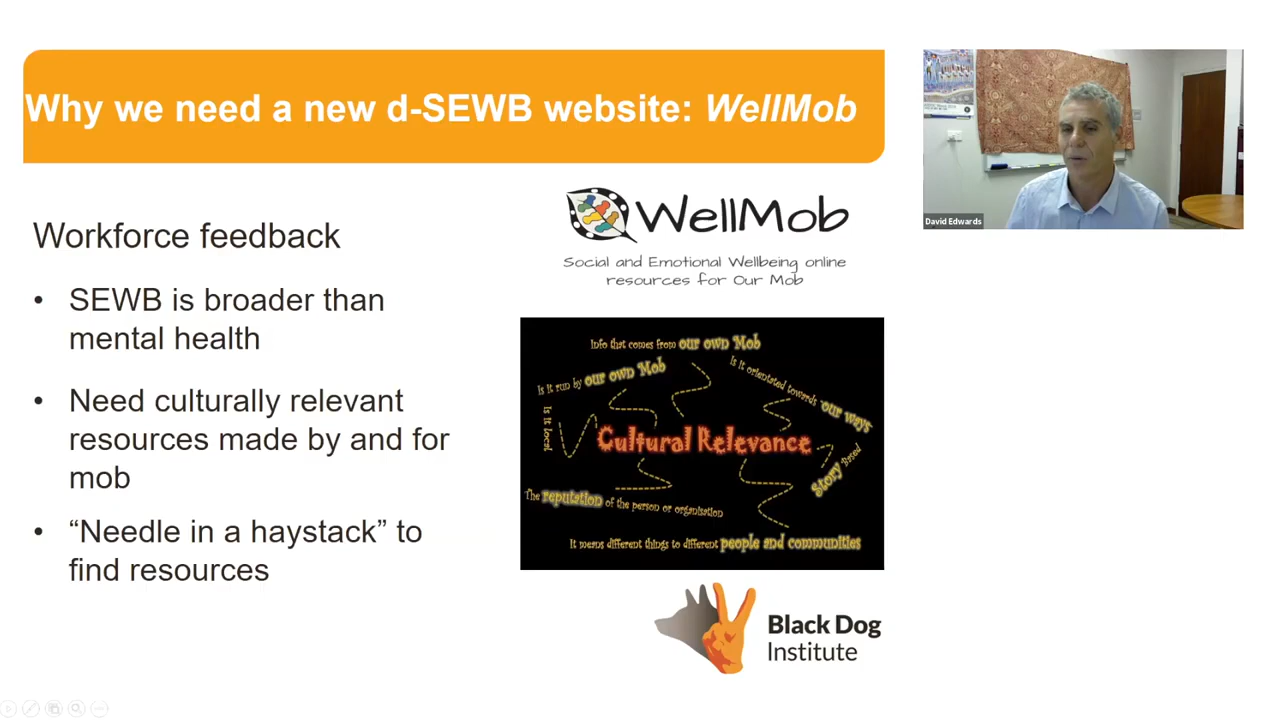 Why we need a new d-SEWB website: WellMob
David Edwards
WellMob
Social and Emotional Wellbeing online
resources for Our Mob
Workforce feedback
• SEWB is broader than
mental health
• Need culturally relevant
resources made by and for
mob
• “Needle in a haystack” to
find resources
Info that comes from our own Mob
Is it run by our own Mob
Is it orientated towards our ways
Is it Local
Cultural Relevance
Story Based
The reputation of the person or organisation
It means different things to different people and communities
Black Dog
Institute